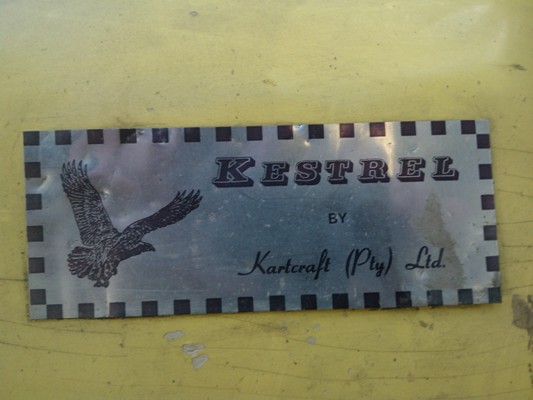 KESTREL
BY
Kartcraft (Pty) Ltd.